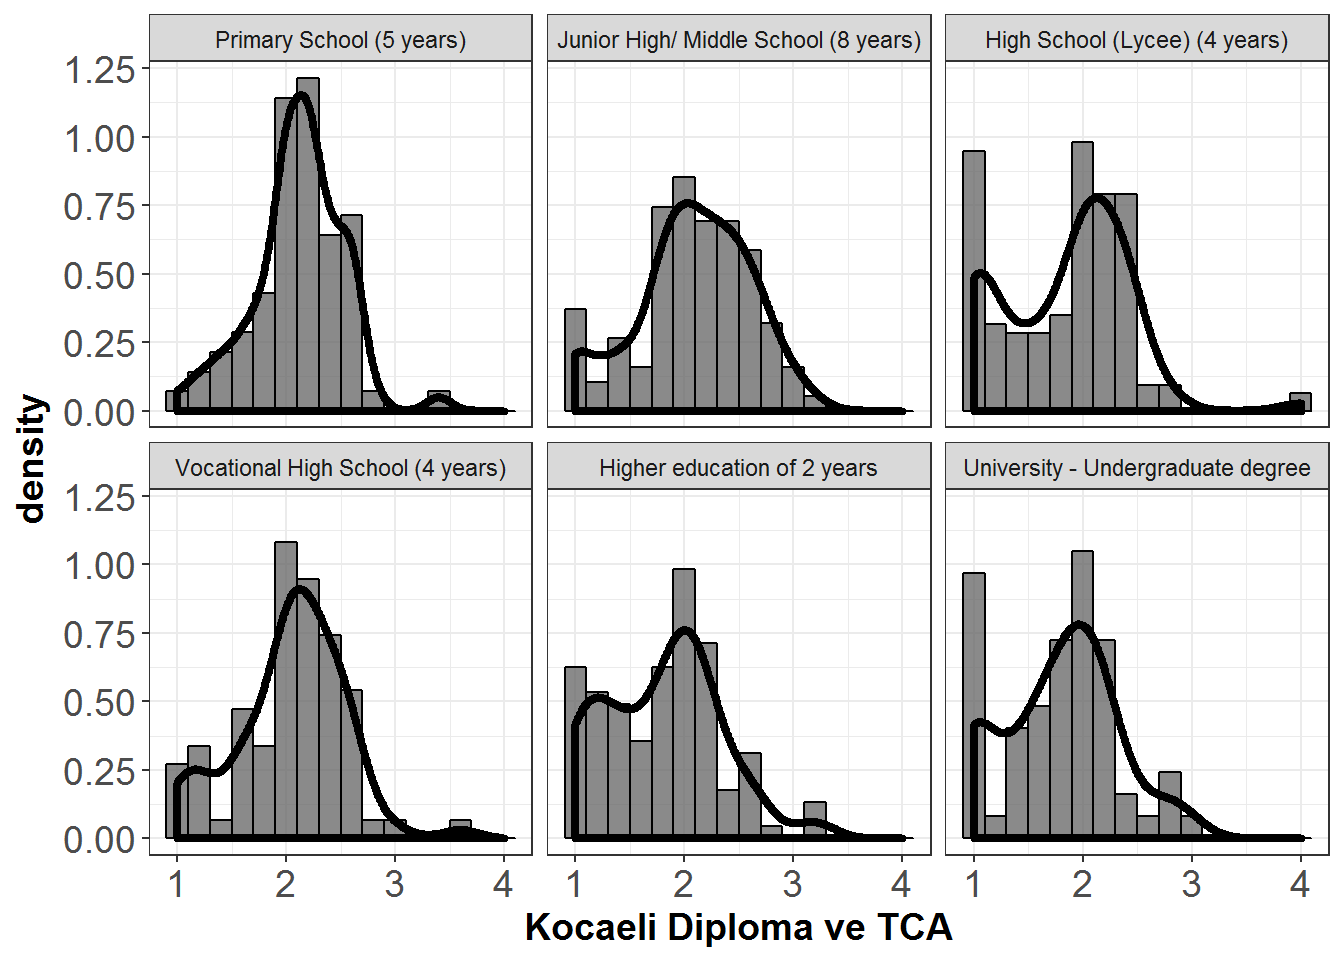 Primary School (5 years)
Junior High/ Middle School (8 years)
High School (Lycee) (4 years)
1.25
1.00
0.75
0.50
0.25
0.00
Vocational High School (4 years)
Higher education of 2 years
University - Undergraduate degree
1.25
1.00
0.75
0.50
0.25
0.00
density
1 2 3 4
1 2 3 4
1 2 3 4
Kocaeli Diploma ve TCA